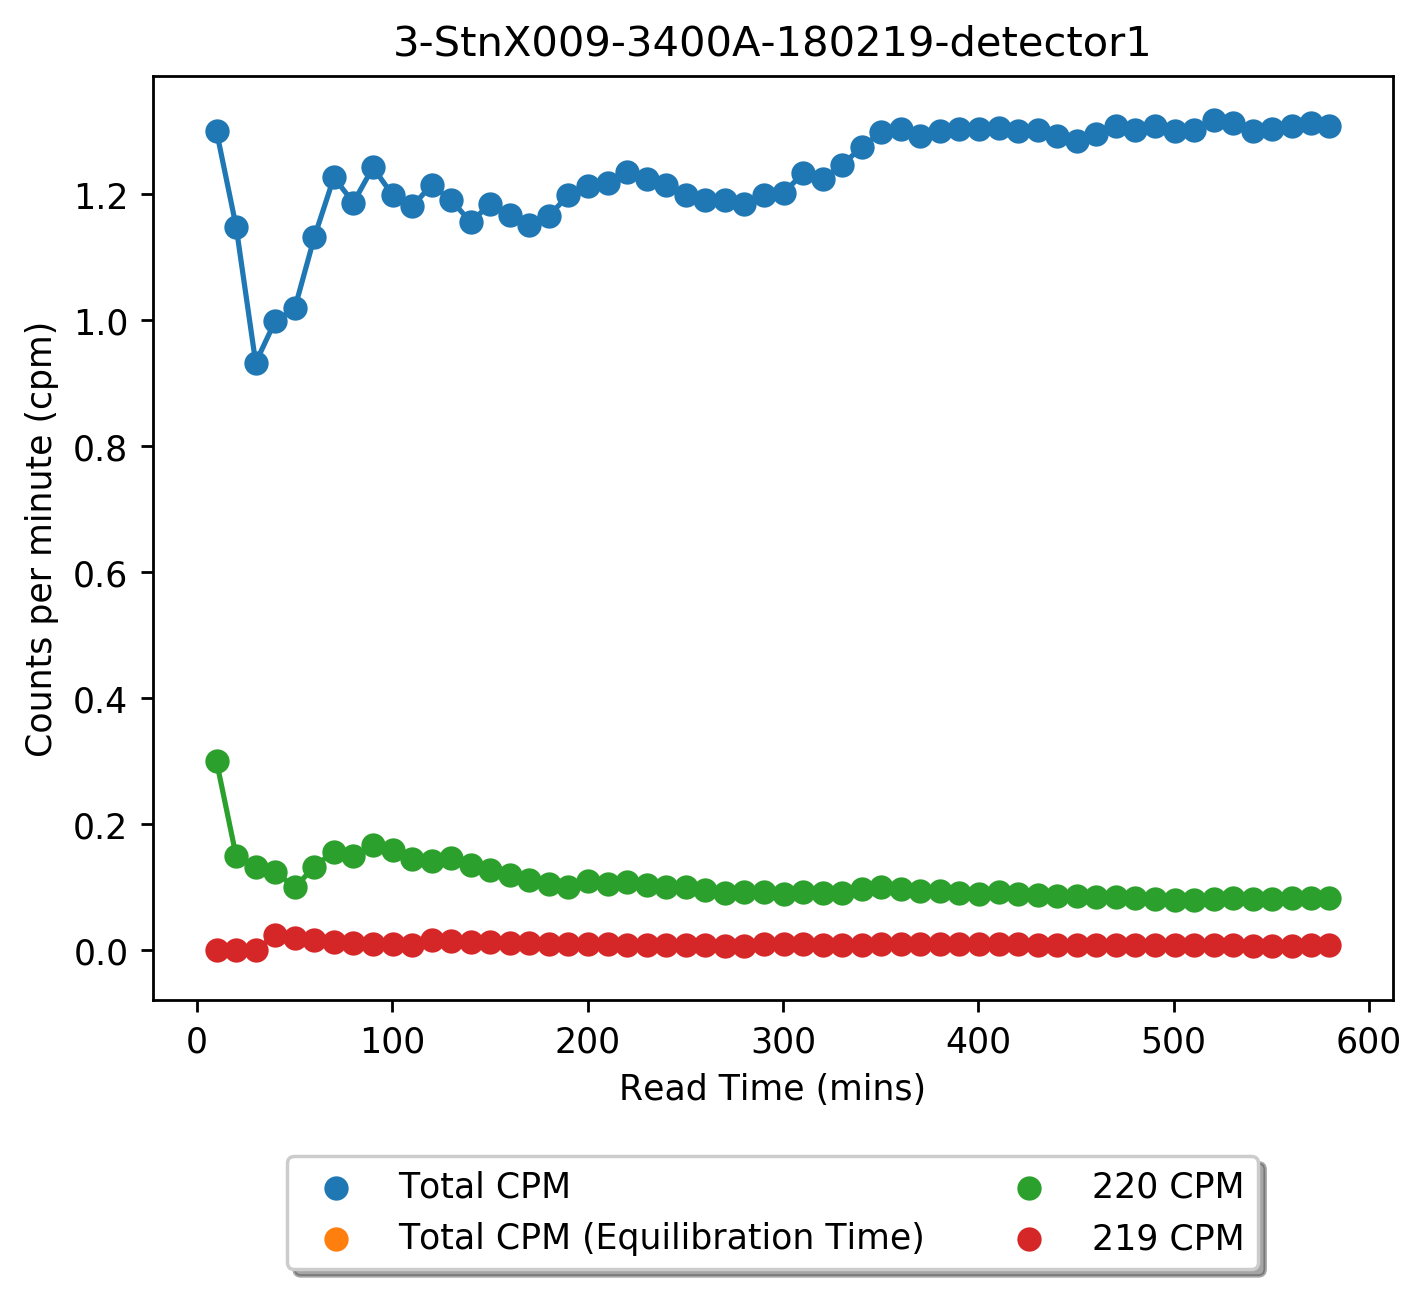 3-StnX009-3400A-180219-detector1
Counts per minute (cpm)
1.2
1.0
0.8
0.6
0.4
0.2
0.0
0 100 200 300 400 500 600
Read Time (mins)
Total CPM
Total CPM (Equilibration Time)
220 CPM
219 CPM